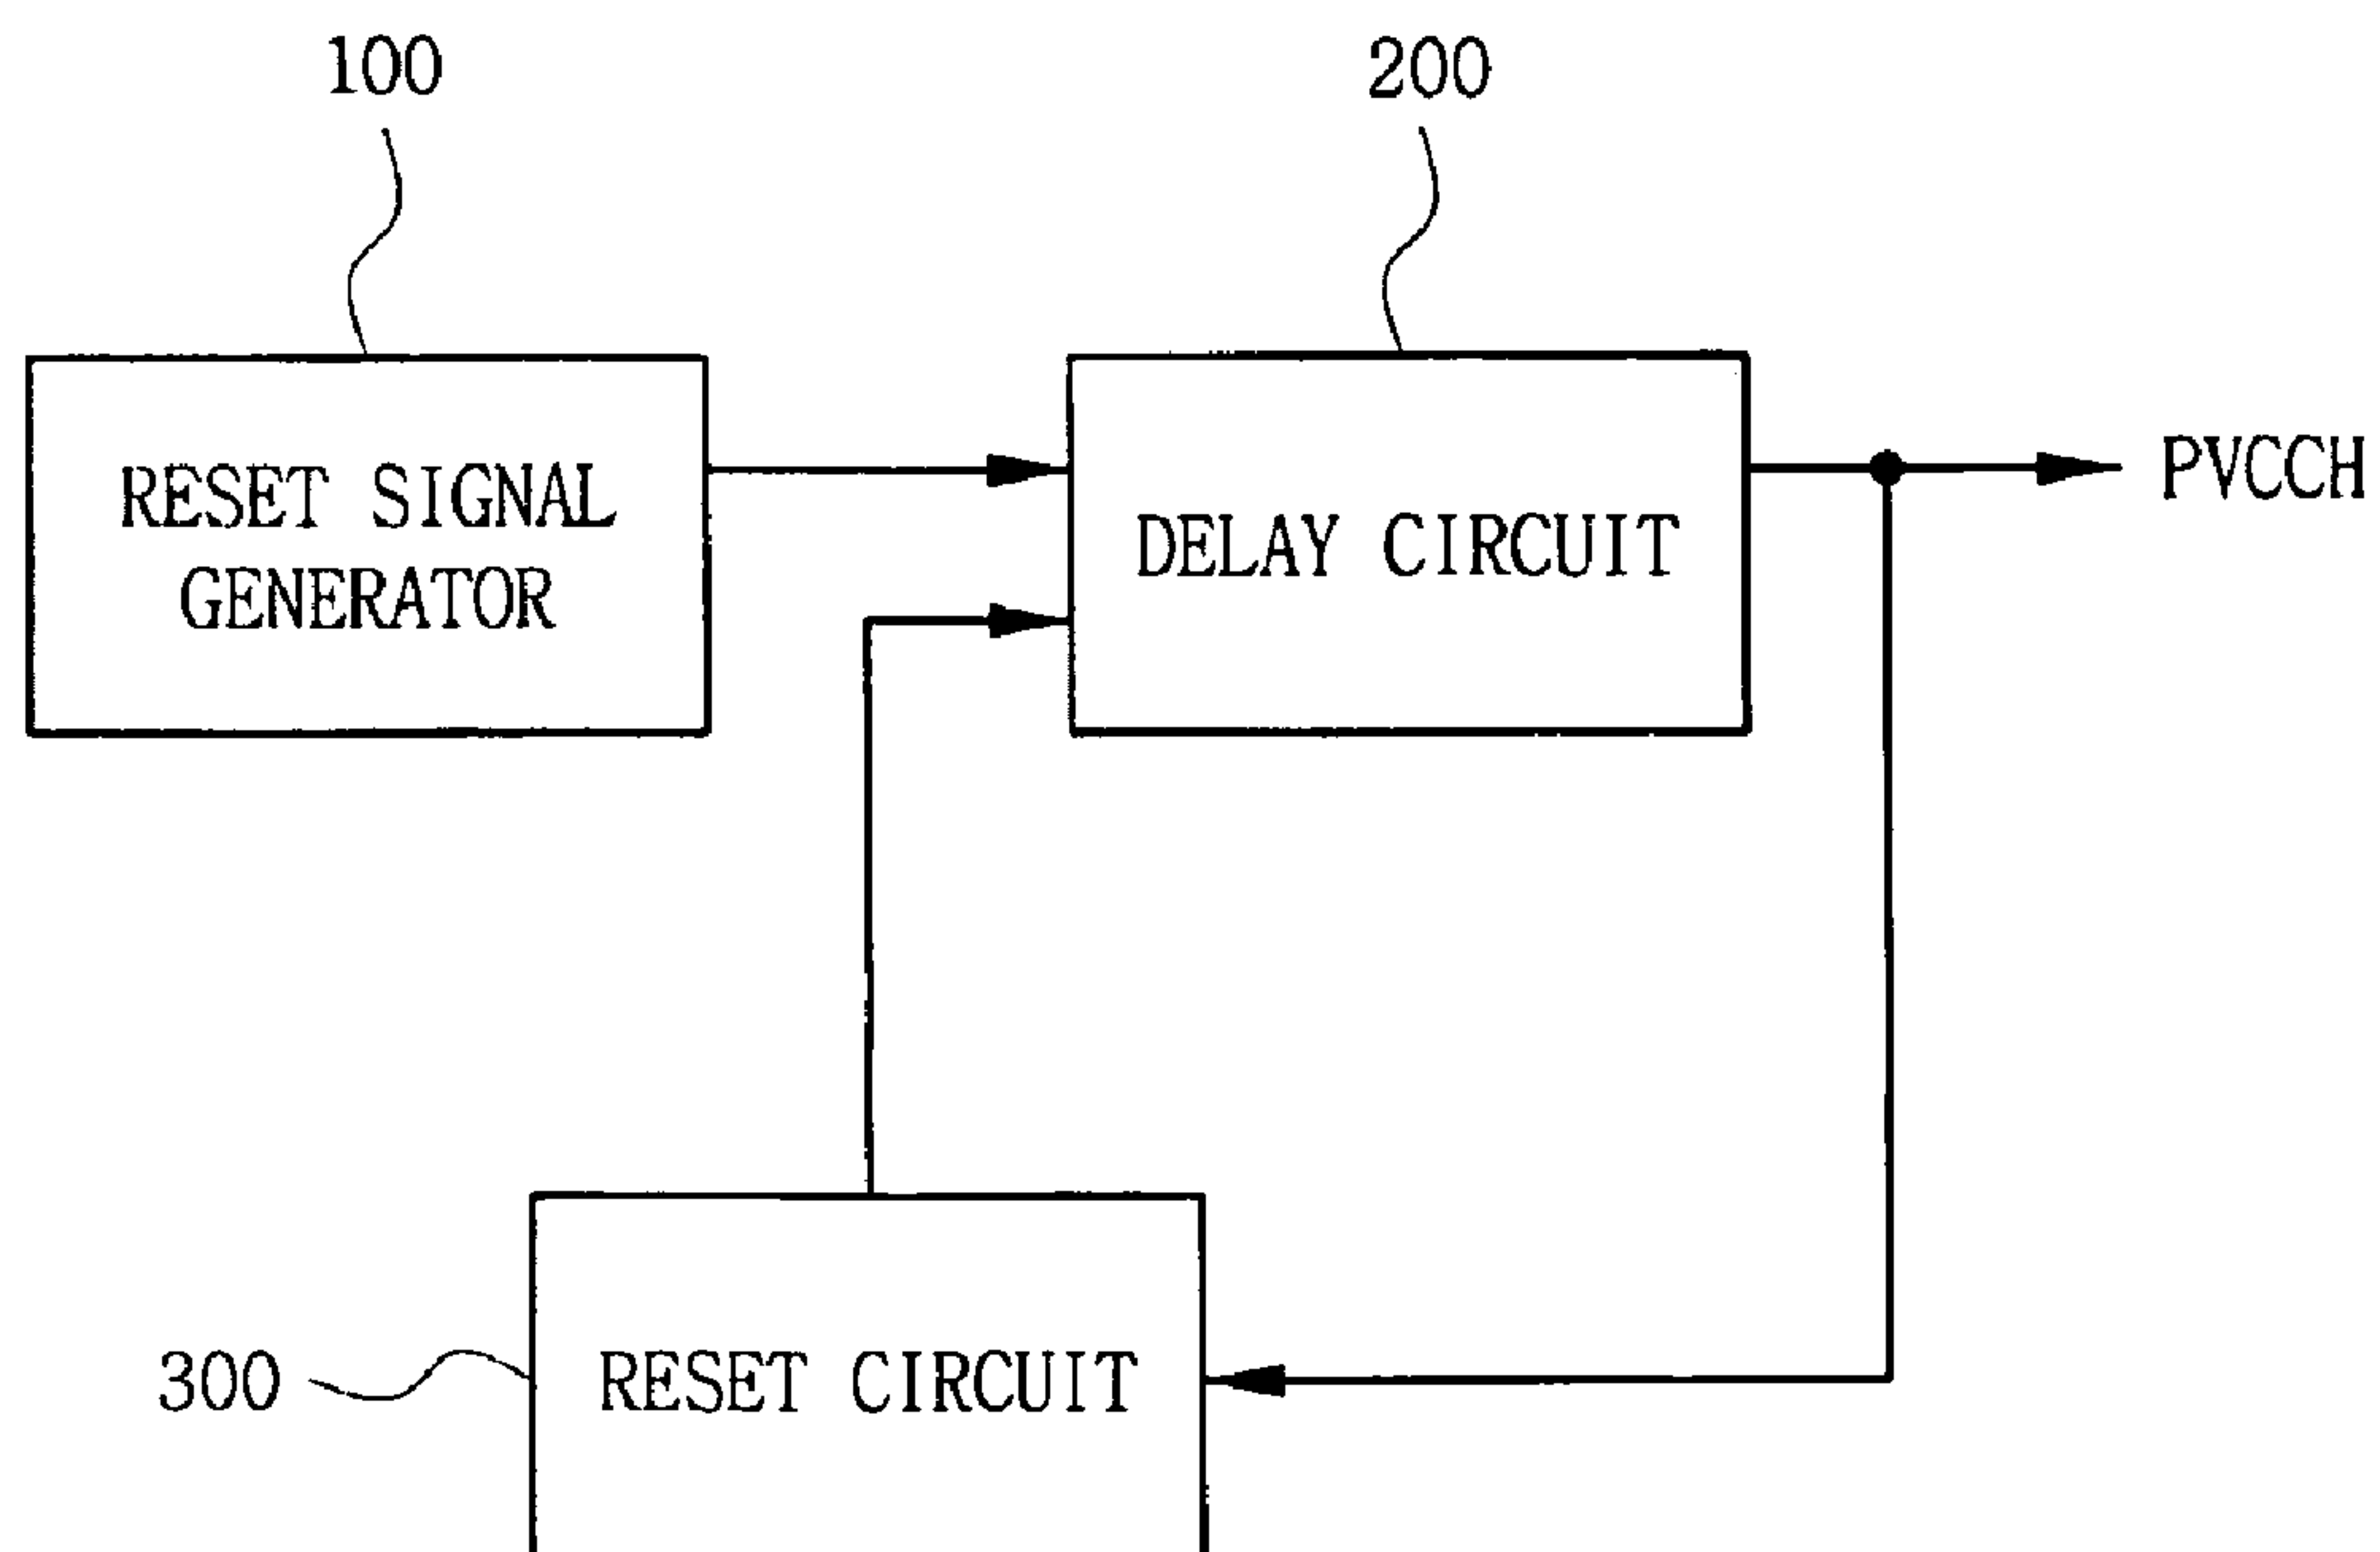 100
200
RESET SIGNAL
GENERATOR
DELAY CIRCUIT
PVCCH
300
RESET CIRCUIT